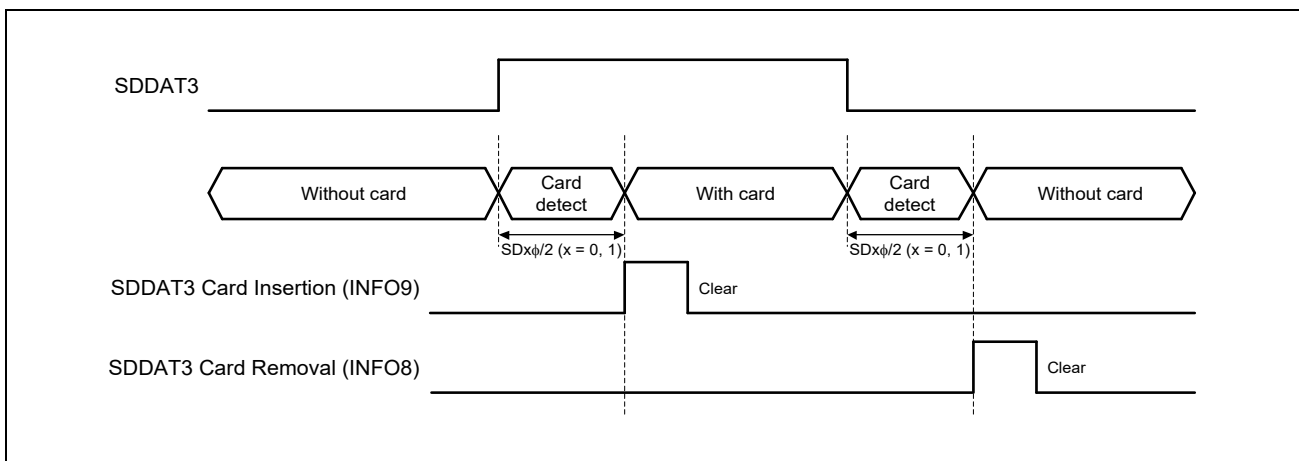 SDDAT3
Without card
Card
detect
With card
Card
detect
Without card
SDxϕ/2 (x = 0, 1)
SDxϕ/2 (x = 0, 1)
SDDAT3 Card Insertion (INFO9)
Clear
SDDAT3 Card Removal (INFO8)
Clear